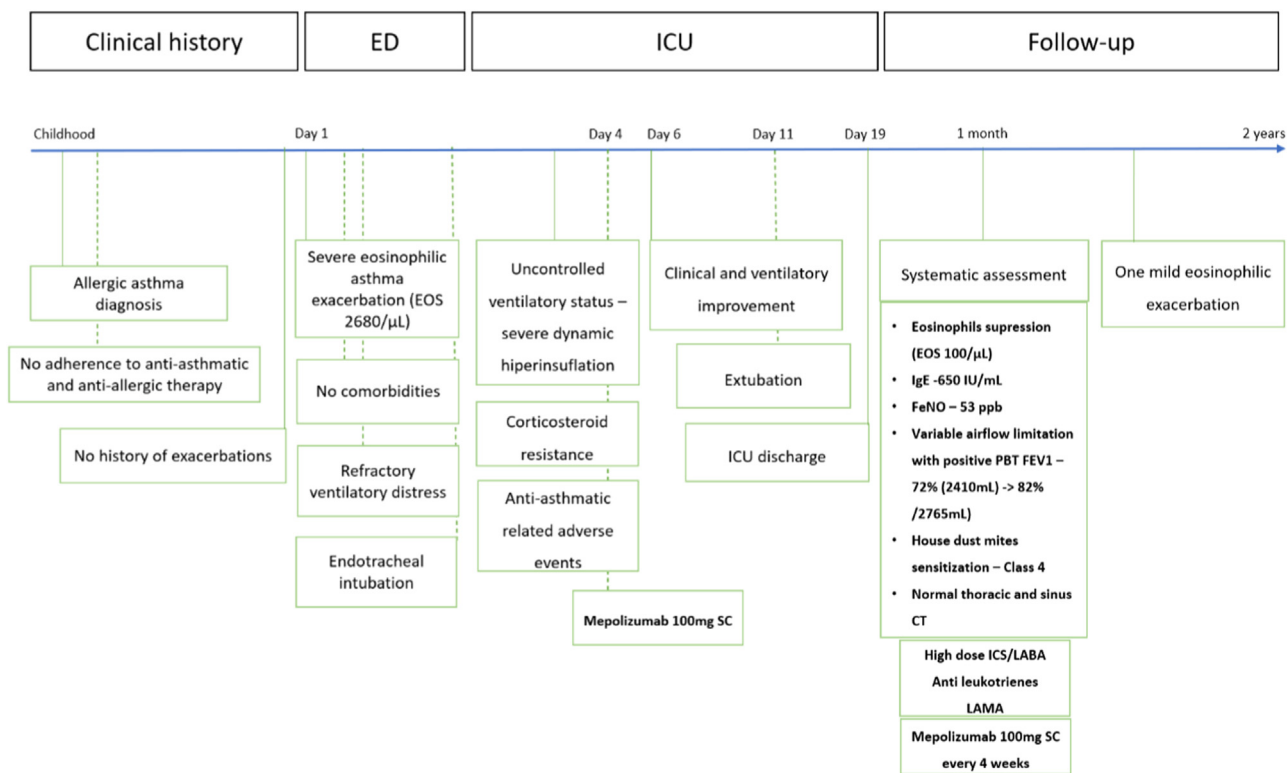 Clinical history
ED
ICU
Follow-up
Childhood
Day 1
Day 4
Day 6
Day 11
Day 19
1 month
2 years
Allergic asthma
diagnosis
No adherence to anti-asthmatic
and anti-allergic therapy
No history of exacerbations
Severe eosinophilic
asthma
exacerbation (EOS
2680/µL)
No comorbidities
Refractory
ventilatory distress
Endotracheal
intubation
Uncontrolled
ventilatory status –
severe dynamic
hiperinsuflation
Corticosteroid
resistance
Anti-asthmatic
related adverse
events
Mepolizumab 100mg SC
Clinical and ventilatory
improvement
Extubation
ICU discharge
Systematic assessment
• Eosinophils supression
(EOS 100/µL)
• IgE -650 IU/mL
• FeNO – 53 ppb
• Variable airflow limitation
with positive PBT FEV1 –
72% (2410mL) -> 82%
/2765mL)
• House dust mites
sensitization – Class 4
• Normal thoracic and sinus
CT
High dose ICS/LABA
Anti leukotrienes
LAMA
Mepolizumab 100mg SC
every 4 weeks
One mild eosinophilic
exacerbation